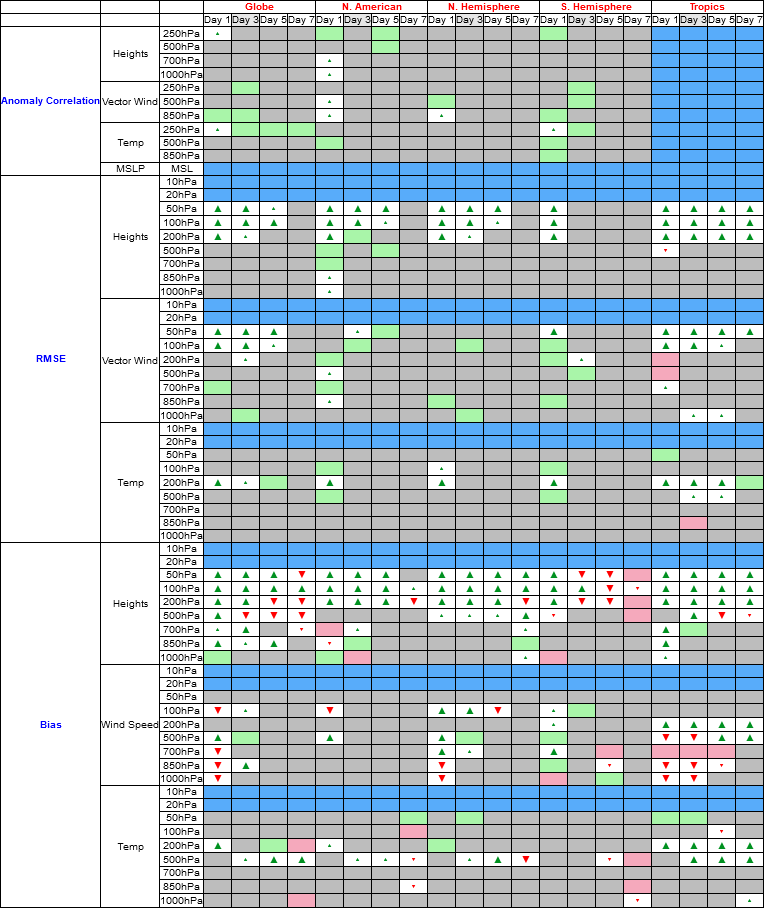 Globe N. American N. Hemisphere S. Hemisphere Tropics
Day 1 Day 3 Day 5 Day 7 Day 1 Day 3 Day 5 Day 7 Day 1 Day 3 Day 5 Day 7 Day 1 Day 3 Day 5 Day 7 Day 1 Day 3 Day 5 Day 7
Anomaly Correlation
Heights
250hPa
500hPa
700hPa
1000hPa
Vector Wind
250hPa
500hPa
850hPa
Temp
250hPa
500hPa
850hPa
MSLP MSL
RMSE
Heights
10hPa
20hPa
50hPa
100hPa
200hPa
500hPa
700hPa
850hPa
1000hPa
Vector Wind
10hPa
20hPa
50hPa
100hPa
200hPa
500hPa
700hPa
850hPa
1000hPa
Temp
10hPa
20hPa
50hPa
100hPa
200hPa
500hPa
700hPa
850hPa
1000hPa
Bias
Heights
10hPa
20hPa
50hPa
100hPa
200hPa
500hPa
700hPa
850hPa
1000hPa
Wind Speed
10hPa
20hPa
50hPa
100hPa
200hPa
500hPa
700hPa
850hPa
1000hPa
Temp
10hPa
20hPa
50hPa
100hPa
200hPa
500hPa
700hPa
850hPa
1000hPa